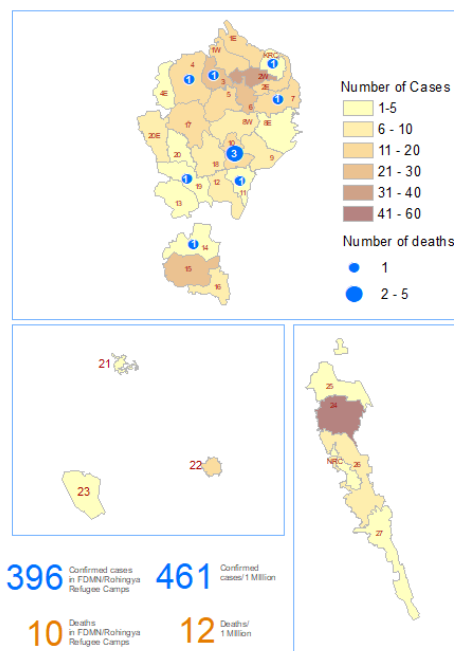 1E
1W
KRC
1
4
1
1
3
2W
4E
2E
5
1
7
6
17
8W
8E
20E
10
3
20
9
18
1
19
12
1
13
11
1
14
15
16
Number of Cases
1-5
6 - 10
11 - 20
21 - 30
31 - 40
41 - 60
Number of deaths
1
2 - 5
21
22
23
25
24
NRC
26
27
396 Confirmed cases
in FDMN/Rohingya
Refugee Camps
461 Confirmed
cases/1 Million
10 Deaths
in FDMN/Rohingya
Refugee Camps
12 Deaths/
1 Million